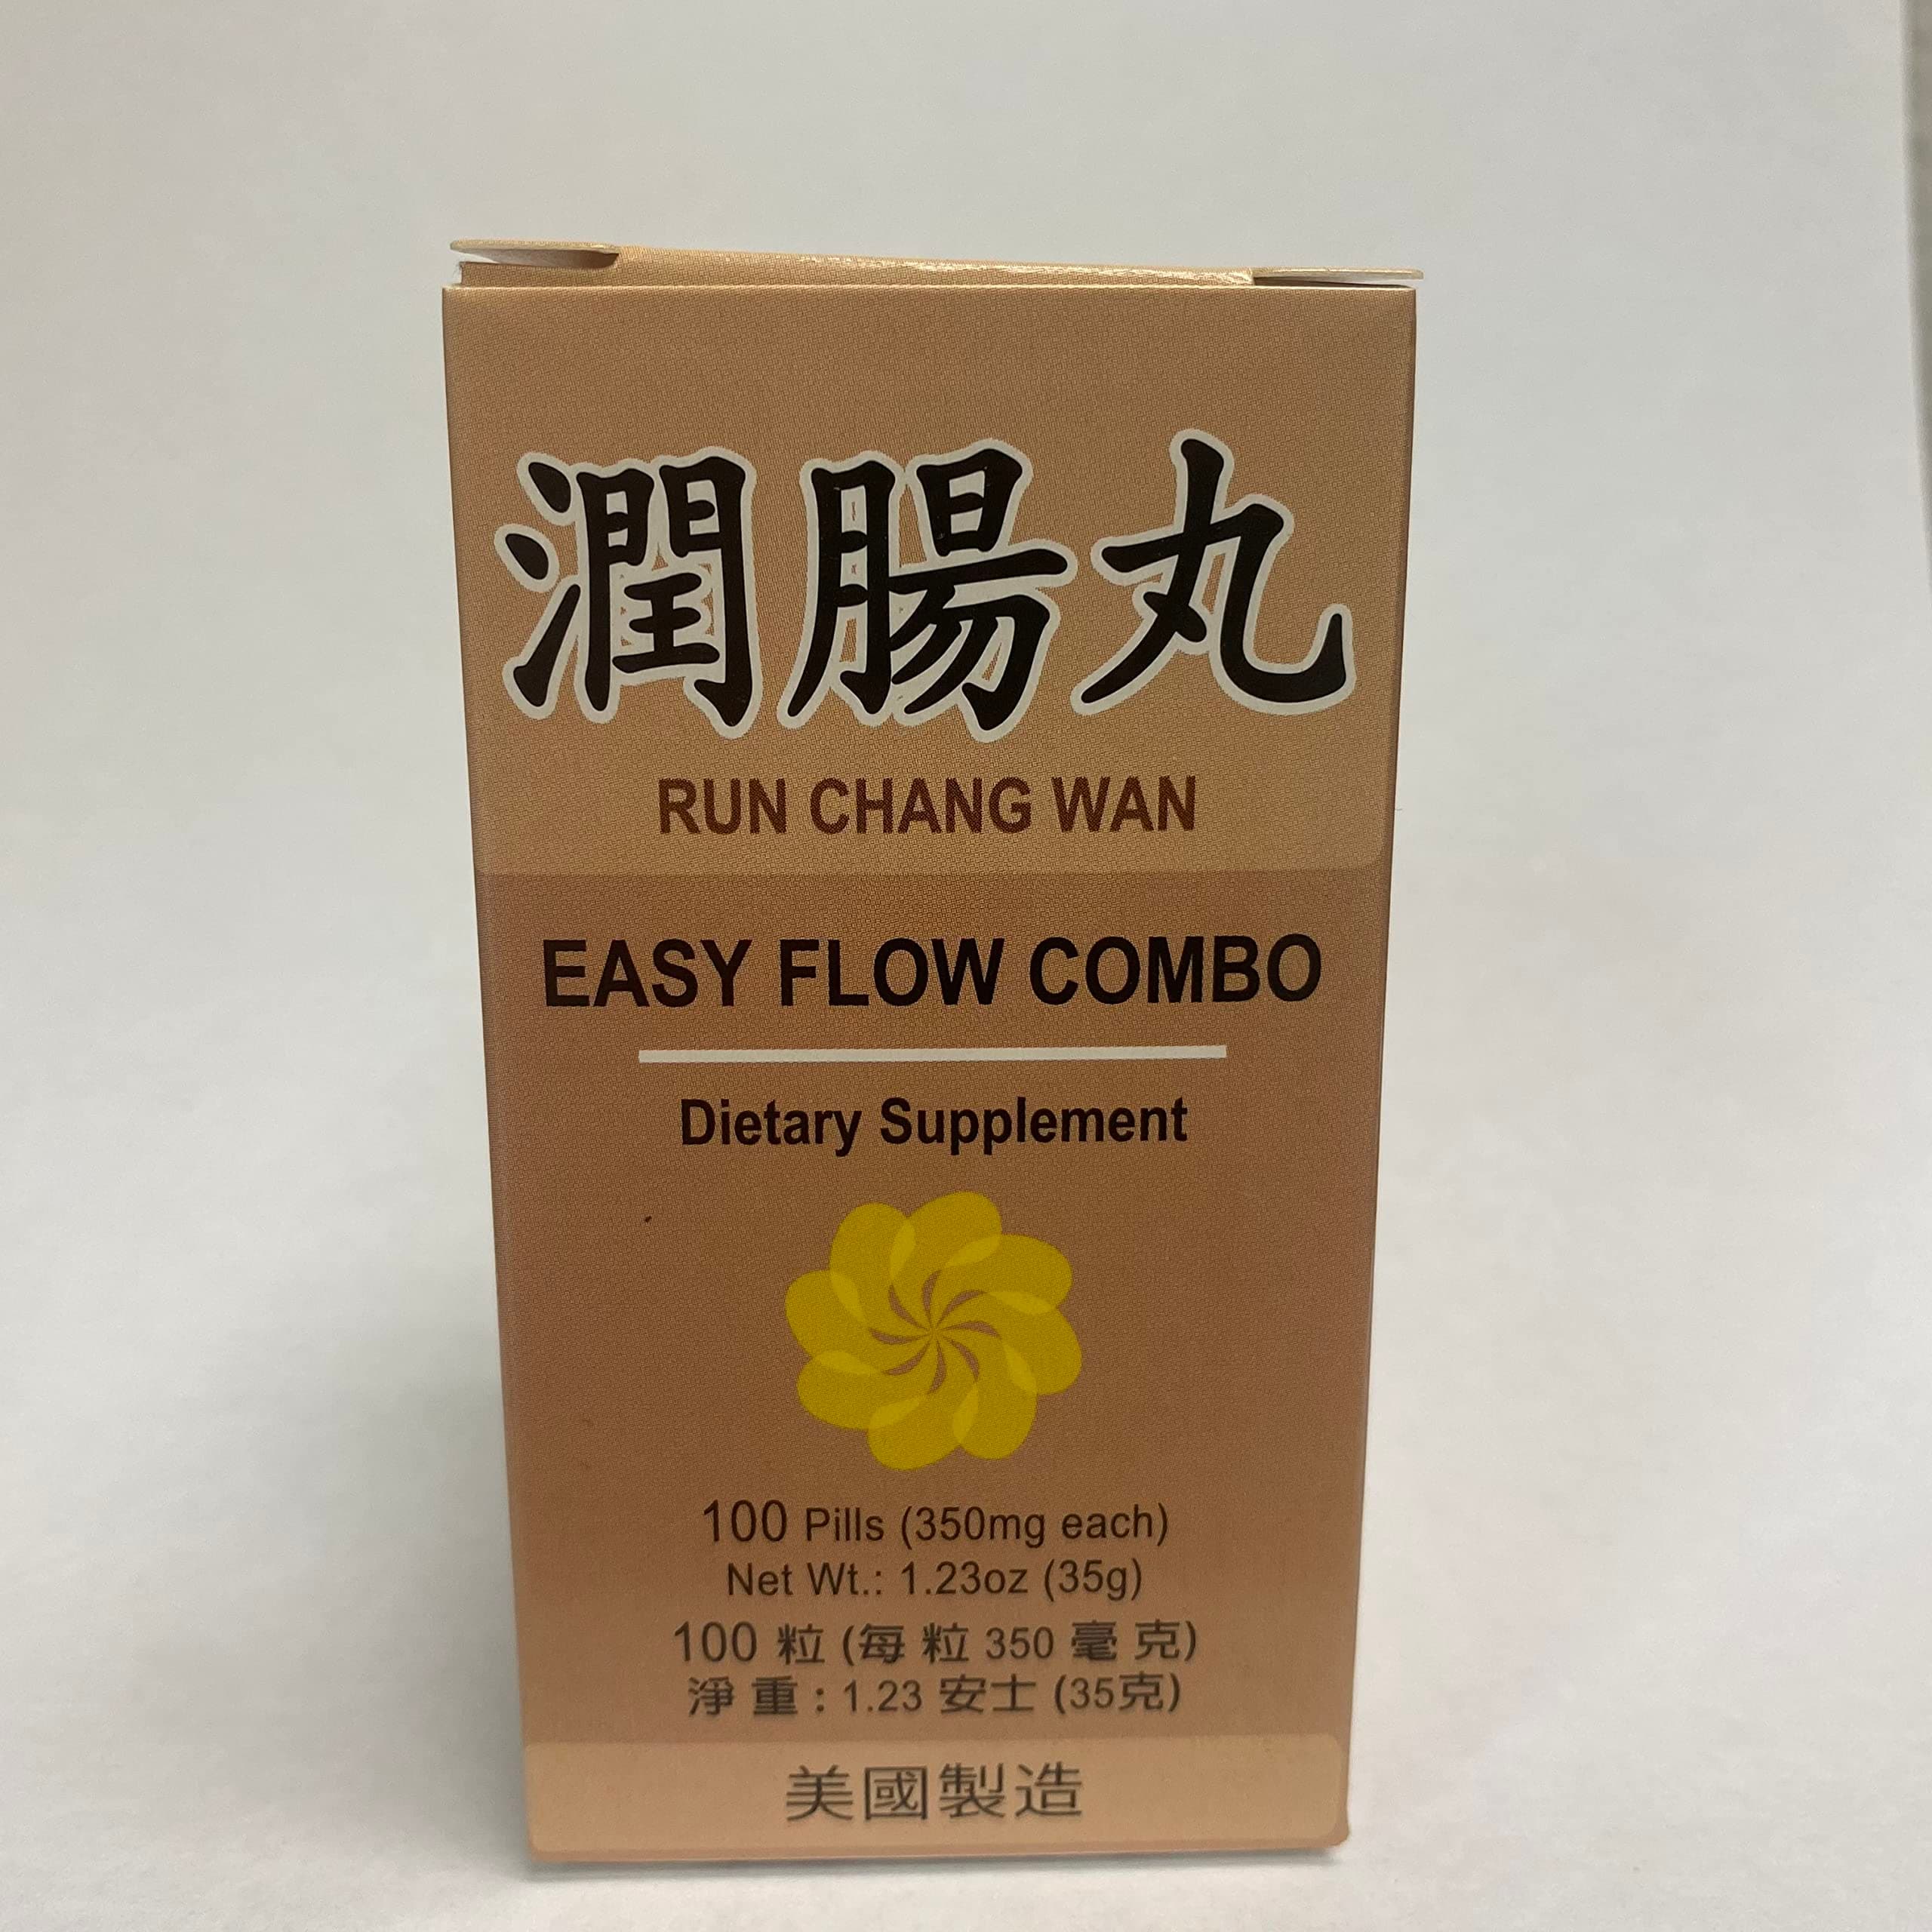 潤腸丸
RUN CHANG WAN
EASY FLOW COMBO
Dietary Supplement
100 Pills (350mg each)
Net Wt.: 1.23oz (35g)
100 粒 (每 粒 350 毫 克)
淨 重 : 1.23 安士 (35克)
美國製造